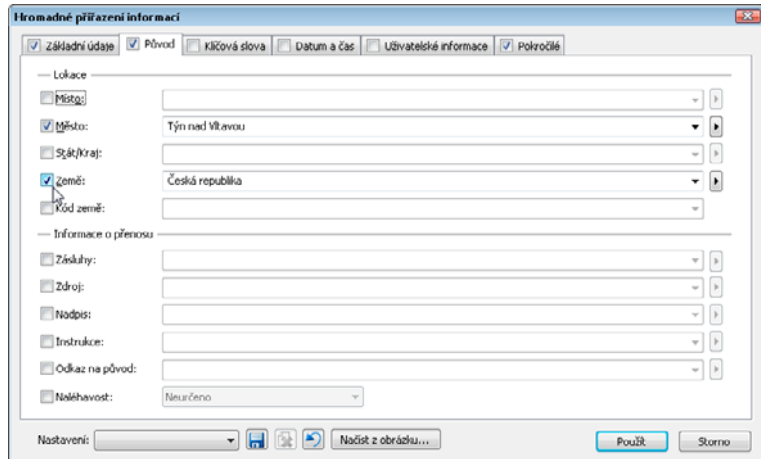 Hromadné přiřazení informací
Základní údaje Původ Klíčová slova Datum a čas Uživatelské informace Pokročilé
Lokace
Místo:
Město: Týn nad Vltavou
Stát/Kraj:
Země: Česká republika
Kód země:
Informace o přenosu
Zásluhy:
Zdroj:
Nadpis:
Instrukce:
Odkaz na původ:
Naléhavost: Neurčeno
Nastavení: Načíst z obrázku... Použít Storno